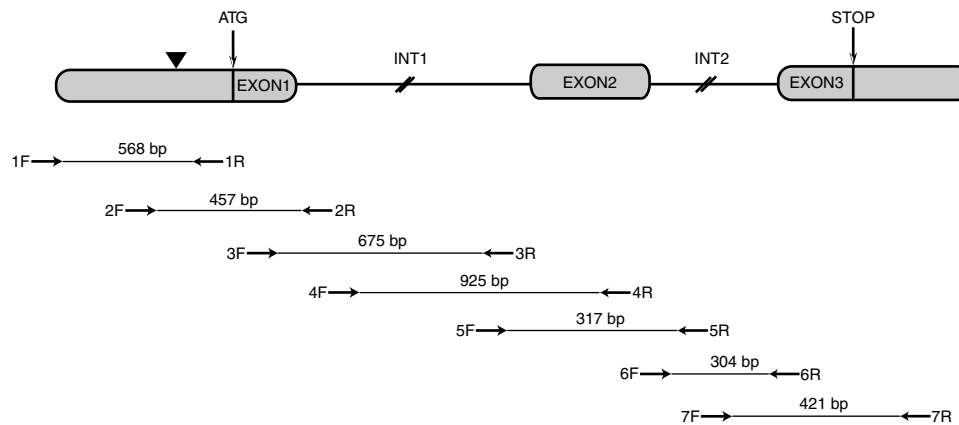 ATG STOP
INT1 INT2
EXON1 EXON2 EXON3
568 bp
1F 1R
457 bp
2F 2R
675 bp
3F 3R
925 bp
4F 4R
317 bp
5F 5R
304 bp
6F 6R
421 bp
7F 7R